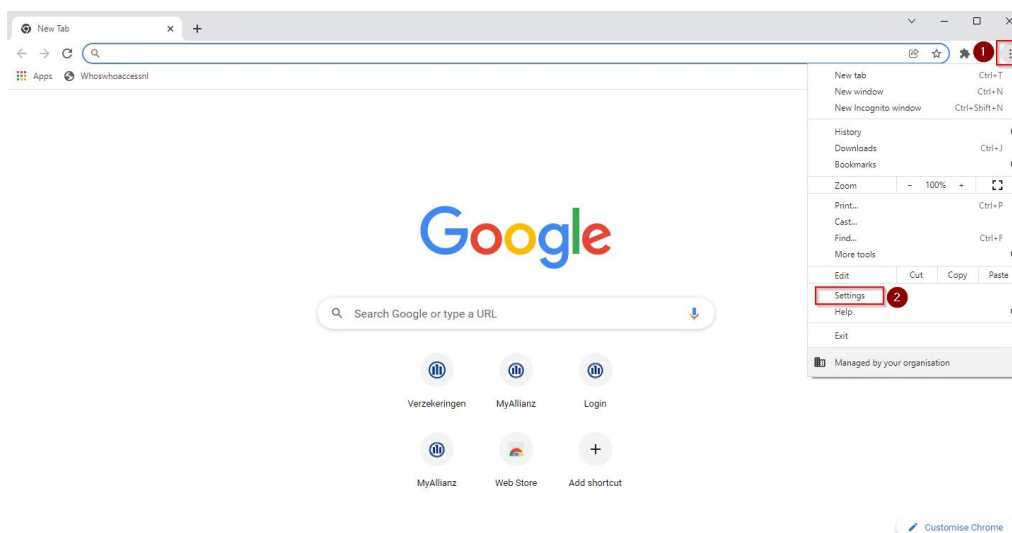 New Tab
1
Apps Whoswhoaccessnl
New tab Ctrl+T
New window Ctrl+N
New Incognito window Ctrl+Shift+N
History
Downloads Ctrl+J
Bookmarks
Zoom - 100% +
Print... Ctrl+P
Cast...
Find... Ctrl+F
More tools
Edit Cut Copy Paste
Settings 2
Help
Exit
Managed by your organisation
Google
Search Google or type a URL
Verzekeringen MyAllianz Login
MyAllianz Web Store Add shortcut
Customise Chrome